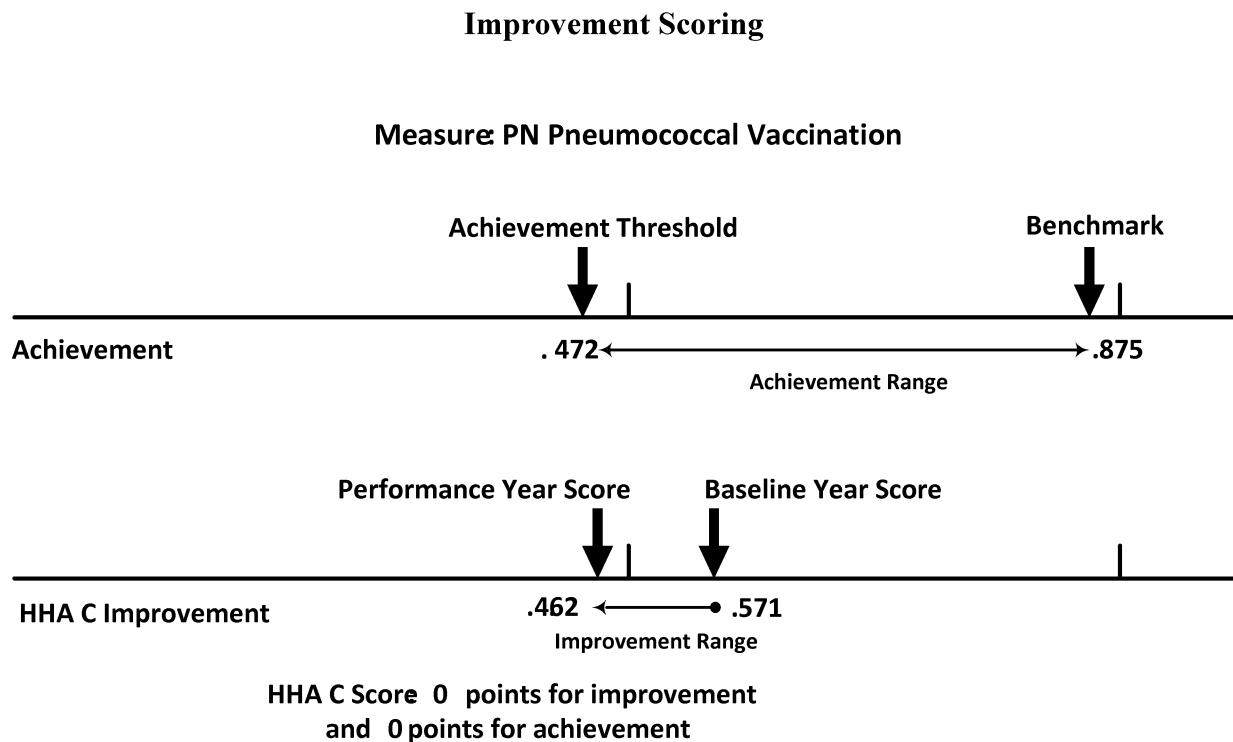 Improvement Scoring
Measure: PN Pneumococcal Vaccination
Achievement Threshold
Benchmark
Achievement
. 472
.875
Achievement Range
Performance Year Score
Baseline Year Score
HHA C Improvement
.462
.571
Improvement Range
HHA C Score: 0 points for improvement
and 0 points for achievement